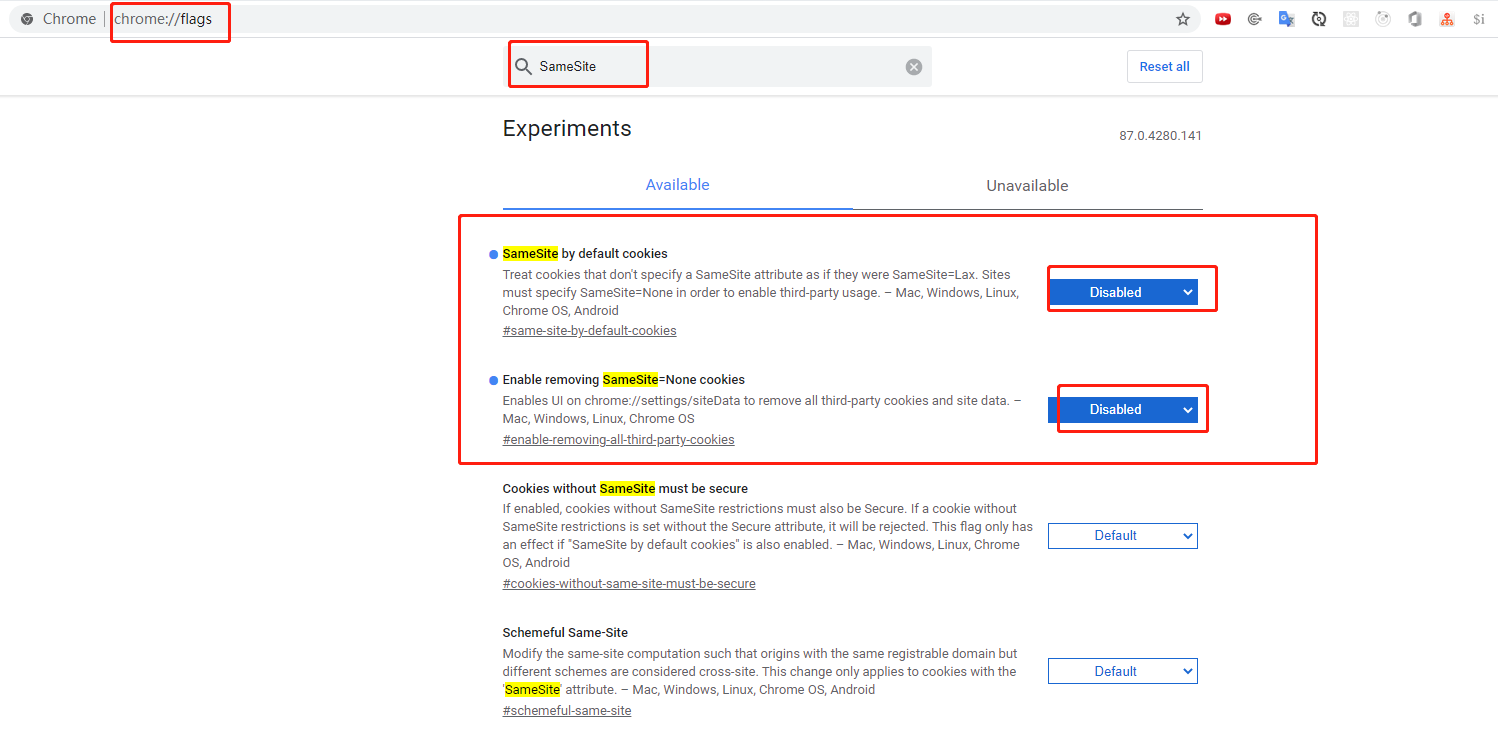 Chrome | chrome://flags
$i
SameSite
Reset all
Experiments
87.0.4280.141
Available
Unavailable
SameSite by default cookies
Treat cookies that don't specify a SameSite attribute as if they were SameSite=Lax. Sites
must specify SameSite=None in order to enable third-party usage. – Mac, Windows, Linux,
Chrome OS, Android
#same-site-by-default-cookies
Disabled
Enable removing SameSite=None cookies
Enables UI on chrome://settings/siteData to remove all third-party cookies and site data. –
Mac, Windows, Linux, Chrome OS
#enable-removing-all-third-party-cookies
Disabled
Cookies without SameSite must be secure
If enabled, cookies without SameSite restrictions must also be Secure. If a cookie without
SameSite restrictions is set without the Secure attribute, it will be rejected. This flag only has
an effect if "SameSite by default cookies" is also enabled. – Mac, Windows, Linux, Chrome
OS, Android
#cookies-without-same-site-must-be-secure
Default
Schemeful Same-Site
Modify the same-site computation such that origins with the same registrable domain but
different schemes are considered cross-site. This change only applies to cookies with the
'SameSite' attribute. – Mac, Windows, Linux, Chrome OS, Android
#schemeful-same-site
Default